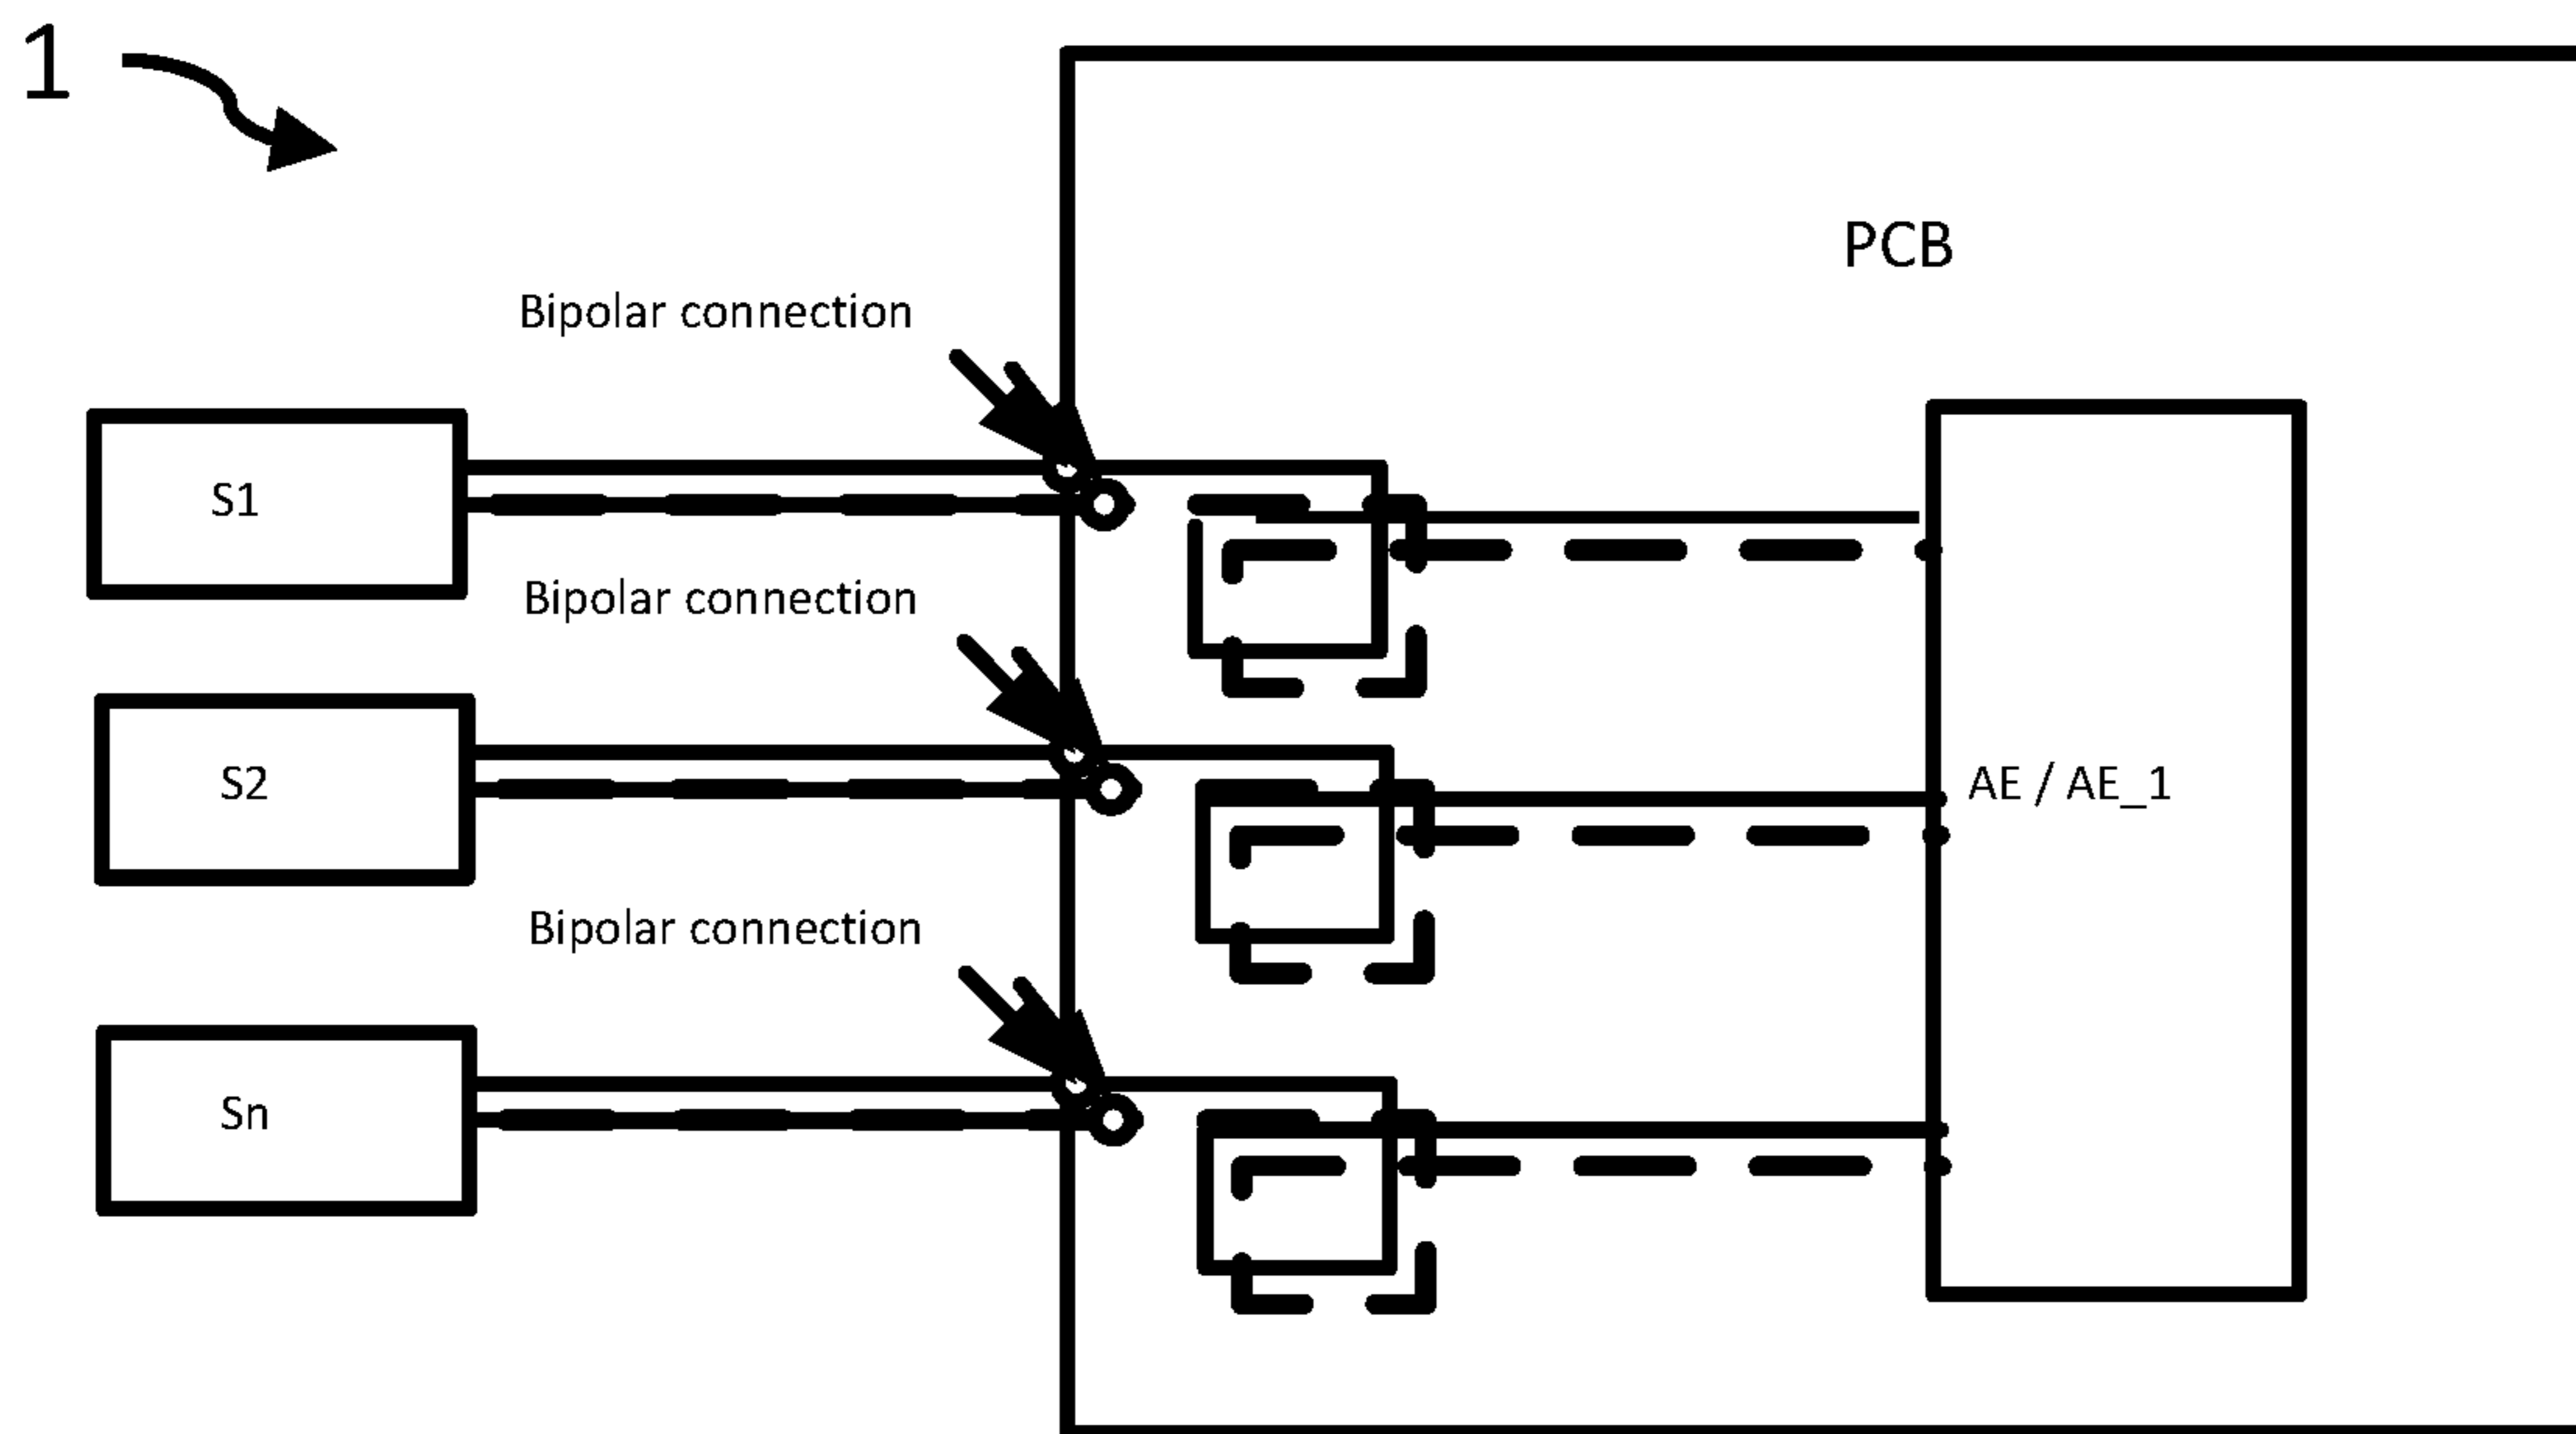 1
PCB
Bipolar connection
S1
Bipolar connection
S2
AE / AE_1
Bipolar connection
Sn